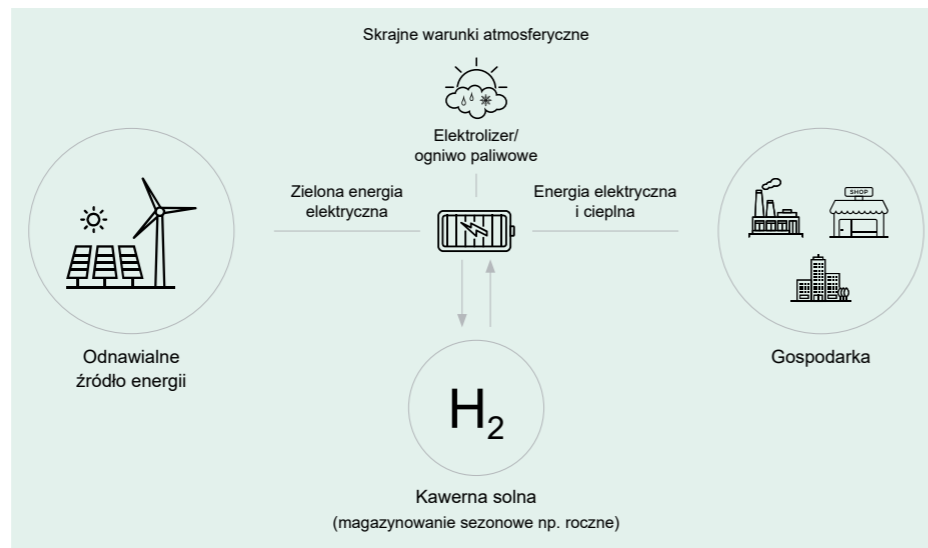 Skrajne warunki atmosferyczne
Elektrolizer/
ogniwo paliwowe
Zielona energia
elektryczna
Energia elektryczna
i cieplna
SHOP
Odnawialne
źródło energii
Gospodarka
H₂
Kawerna solna
(magazynowanie sezonowe np. roczne)